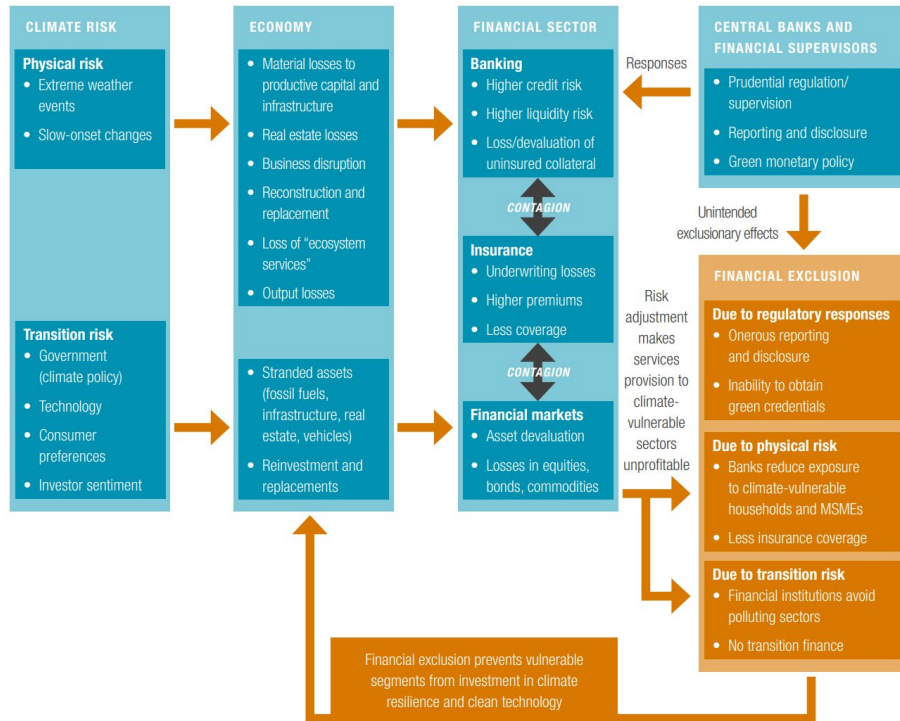 CLIMATE RISK
Physical risk
• Extreme weather
events
• Slow-onset changes
Transition risk
• Government
(climate policy)
• Technology
• Consumer
preferences
• Investor sentiment
ECONOMY
• Material losses to
productive capital and
infrastructure
• Real estate losses
• Business disruption
• Reconstruction and
replacement
• Loss of “ecosystem
services”
• Output losses
• Stranded assets
(fossil fuels,
infrastructure, real
estate, vehicles)
• Reinvestment and
replacements
FINANCIAL SECTOR
Banking
• Higher credit risk
• Higher liquidity risk
• Loss/devaluation of
uninsured collateral
CONTAGION
Insurance
• Underwriting losses
• Higher premiums
• Less coverage
CONTAGION
Financial markets
• Asset devaluation
• Losses in equities,
bonds, commodities
Responses
CENTRAL BANKS AND
FINANCIAL SUPERVISORS
• Prudential regulation/
supervision
• Reporting and disclosure
• Green monetary policy
Unintended
exclusionary effects
Risk
adjustment
makes
services
provision to
climate-
vulnerable
sectors
unprofitable
FINANCIAL EXCLUSION
Due to regulatory responses
• Onerous reporting
and disclosure
• Inability to obtain
green credentials
Due to physical risk
• Banks reduce exposure
to climate-vulnerable
households and MSMEs
• Less insurance coverage
Due to transition risk
• Financial institutions avoid
polluting sectors
• No transition finance
Financial exclusion prevents vulnerable
segments from investment in climate
resilience and clean technology